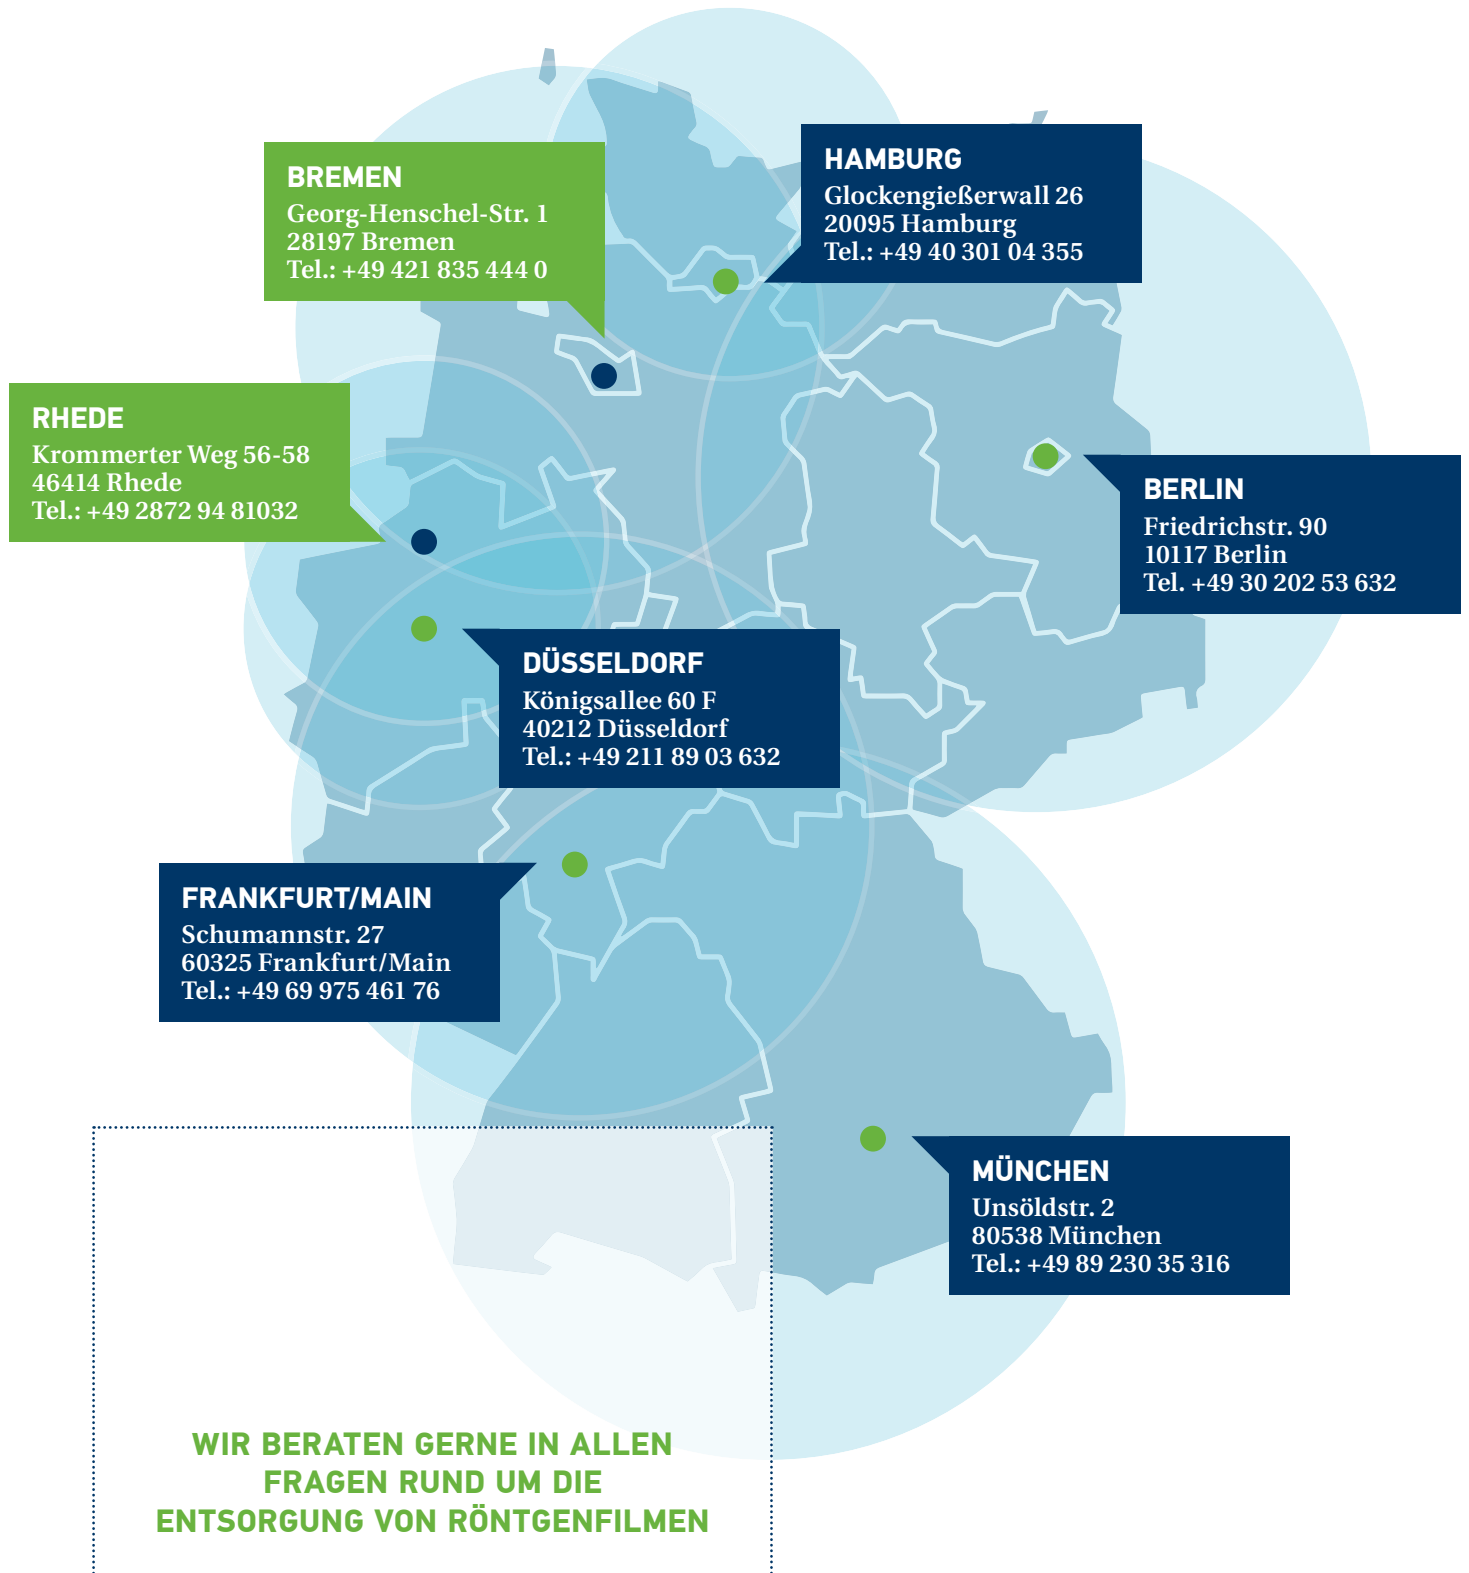 BREMEN
Georg-Henschel-Str. 1
28197 Bremen
Tel.: +49 421 835 444 0
HAMBURG
Glockengießerwall 26
20095 Hamburg
Tel.: +49 40 301 04 355
RHEDE
Krommerter Weg 56-58
46414 Rhede
Tel.: +49 2872 94 81032
BERLIN
Friedrichstr. 90
10117 Berlin
Tel. +49 30 202 53 632
DÜSSELDORF
Königsallee 60 F
40212 Düsseldorf
Tel.: +49 211 89 03 632
FRANKFURT/MAIN
Schumannstr. 27
60325 Frankfurt/Main
Tel.: +49 69 975 461 76
MÜNCHEN
Unsöldstr. 2
80538 München
Tel.: +49 89 230 35 316
WIR BERATEN GERNE IN ALLEN
FRAGEN RUND UM DIE
ENTSORGUNG VON RÖNTGENFILMEN